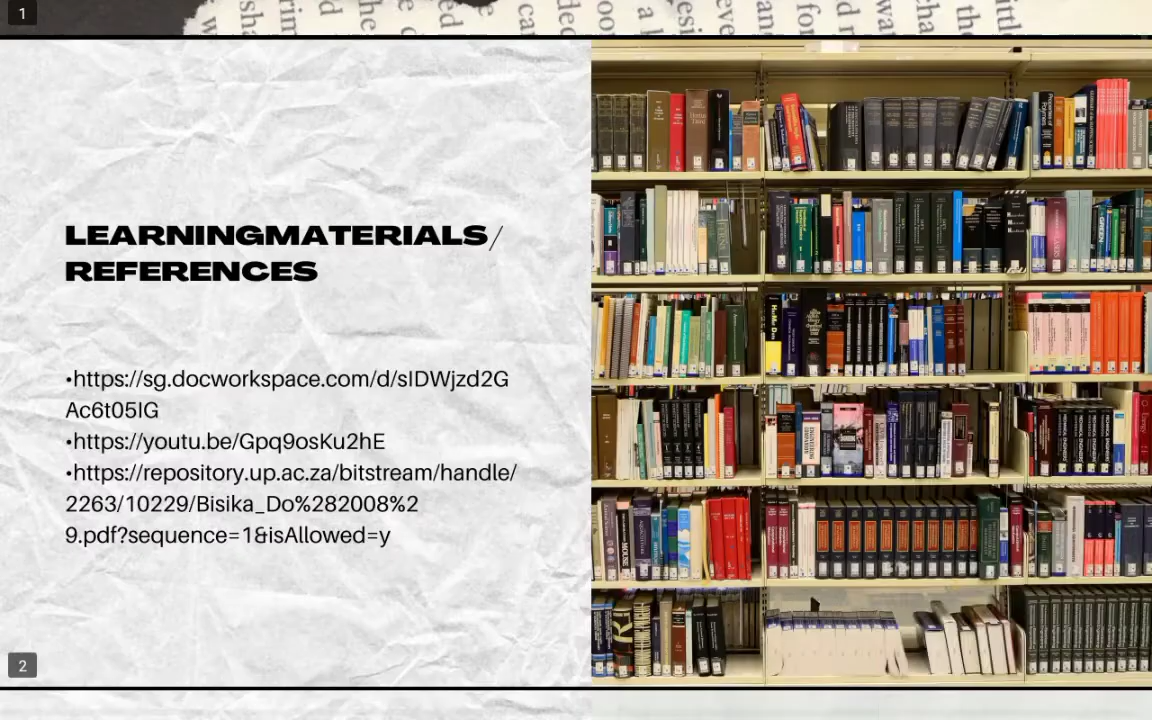 1
LEARNINGMATERIALS/
REFERENCES
•https://sg.docworkspace.com/d/sIDWjzd2G
Ac6t05IG
•https://youtu.be/Gpq9osKu2hE
•https://repository.up.ac.za/bitstream/handle/
2263/10229/Bisika_Do%282008%2
9.pdf?sequence=1&isAllowed=y
2